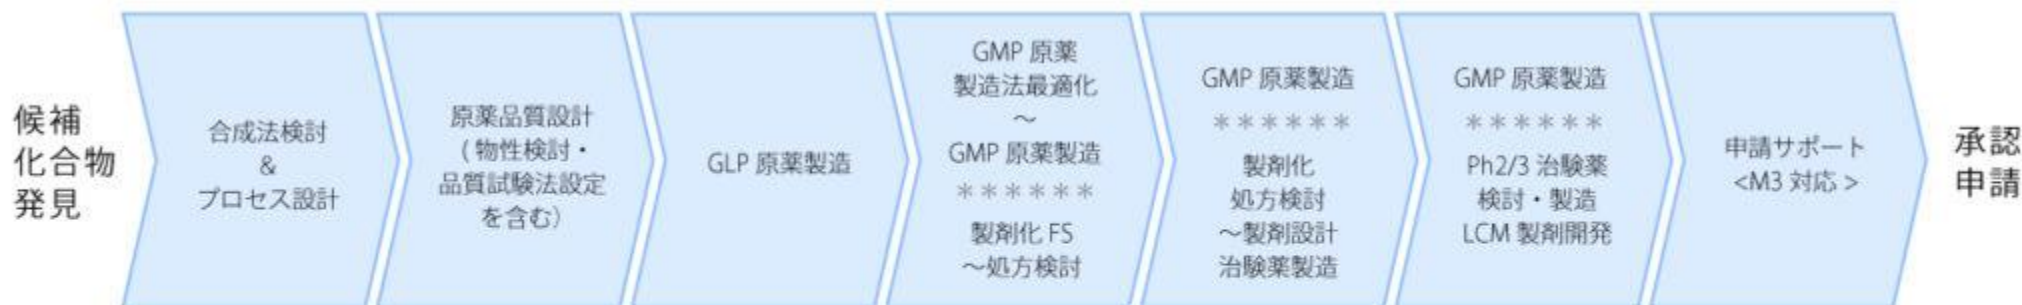 候補
化合物
発見
合成法検討
&
プロセス設計
原薬品質設計
( 物性検討・
品質試験法設定
を含む)
GLP 原薬製造
GMP 原薬
製造法最適化
～
GMP 原薬製造
＊＊＊＊＊＊
製剤化 FS
～処方検討
GMP 原薬製造
＊＊＊＊＊＊
製剤化
処方検討
～製剤設計
治験薬製造
GMP 原薬製造
＊＊＊＊＊＊
Ph2/3 治験薬
検討・製造
LCM 製剤開発
申請サポート
<M3 対応 >
承認
申請